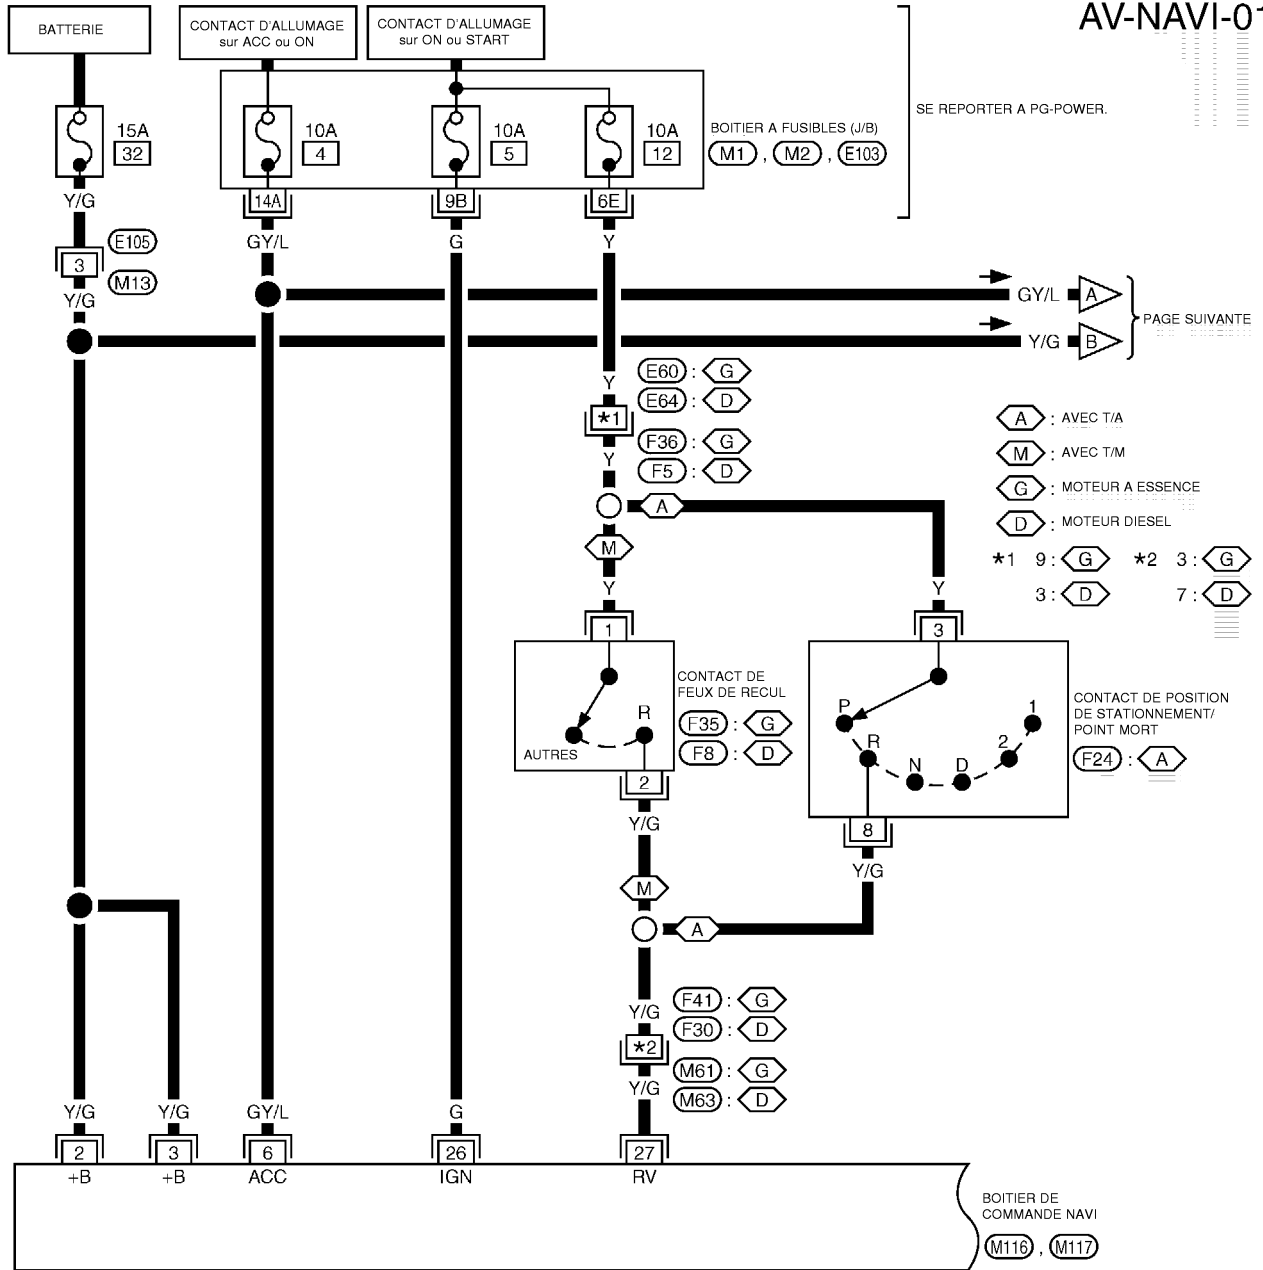 AV-NAVI-01
BATTERIE
CONTACT D'ALLUMAGE
sur ACC ou ON
CONTACT D'ALLUMAGE
sur ON ou START
SE REPORTER A PG-POWER.
15A
32
10A
4
10A
5
10A
12
BOITIER A FUSIBLES (J/B)
M1 , M2 , E103
Y/G
14A
9B
6E
E105
GY/L
G
Y
3
M13
Y/G
GY/L
A
PAGE SUIVANTE
Y/G
B
E60 : G
Y
E64 : D
*1
F36 : G
Y
F5 : D
A : AVEC T/A
M : AVEC T/M
G : MOTEUR A ESSENCE
D : MOTEUR DIESEL
*1 9 : G *2 3 : G
3 : D 7 : D
A
M
Y
Y
1
3
CONTACT DE
FEUX DE RECUL
F35 : G
F8 : D
R
AUTRES
2
P
R
N
D
2
1
CONTACT DE POSITION
DE STATIONNEMENT/
POINT MORT
F24 : A
8
Y/G
Y/G
M
A
F41 : G
Y/G
F30 : D
*2
M61 : G
Y/G
M63 : D
Y/G
Y/G
GY/L
G
2
3
6
26
27
+B
+B
ACC
IGN
RV
BOITIER DE
COMMANDE NAVI
M116 , M117